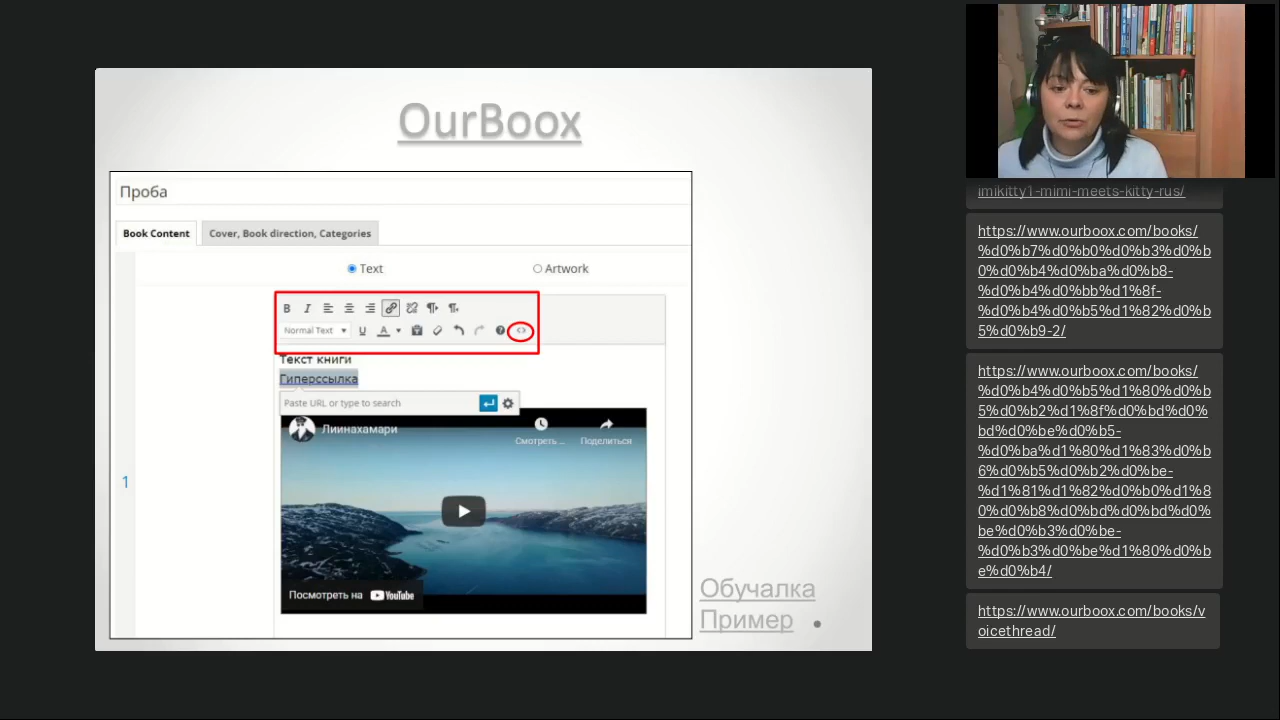 OurBoox
Проба
Book Content
Cover, Book direction, Categories
Text
Artwork
B I
Normal Text U A
Текст книги
Гиперссылка
Paste URL or type to search
Лиинахамари
Смотреть ...
Поделиться
1
Посмотреть на YouTube
Обучалка
Пример
imikitty1-mimi-meets-kitty-rus/
https://www.ourboox.com/books/
%d0%b7%d0%b0%d0%b3%d0%b
0%d0%b4%d0%ba%d0%b8-
%d0%b4%d0%bb%d1%8f-
%d0%b4%d0%b5%d1%82%d0%b
5%d0%b9-2/
https://www.ourboox.com/books/
%d0%b4%d0%b5%d1%80%d0%b
5%d0%b2%d1%8f%d0%bd%d0%
bd%d0%be%d0%b5-
%d0%ba%d1%80%d1%83%d0%b
6%d0%b5%d0%b2%d0%be-
%d1%81%d1%82%d0%b0%d1%8
0%d0%b8%d0%bd%d0%bd%d0%
be%d0%b3%d0%be-
%d0%b3%d0%be%d1%80%d0%b
e%d0%b4/
https://www.ourboox.com/books/v
oicethread/